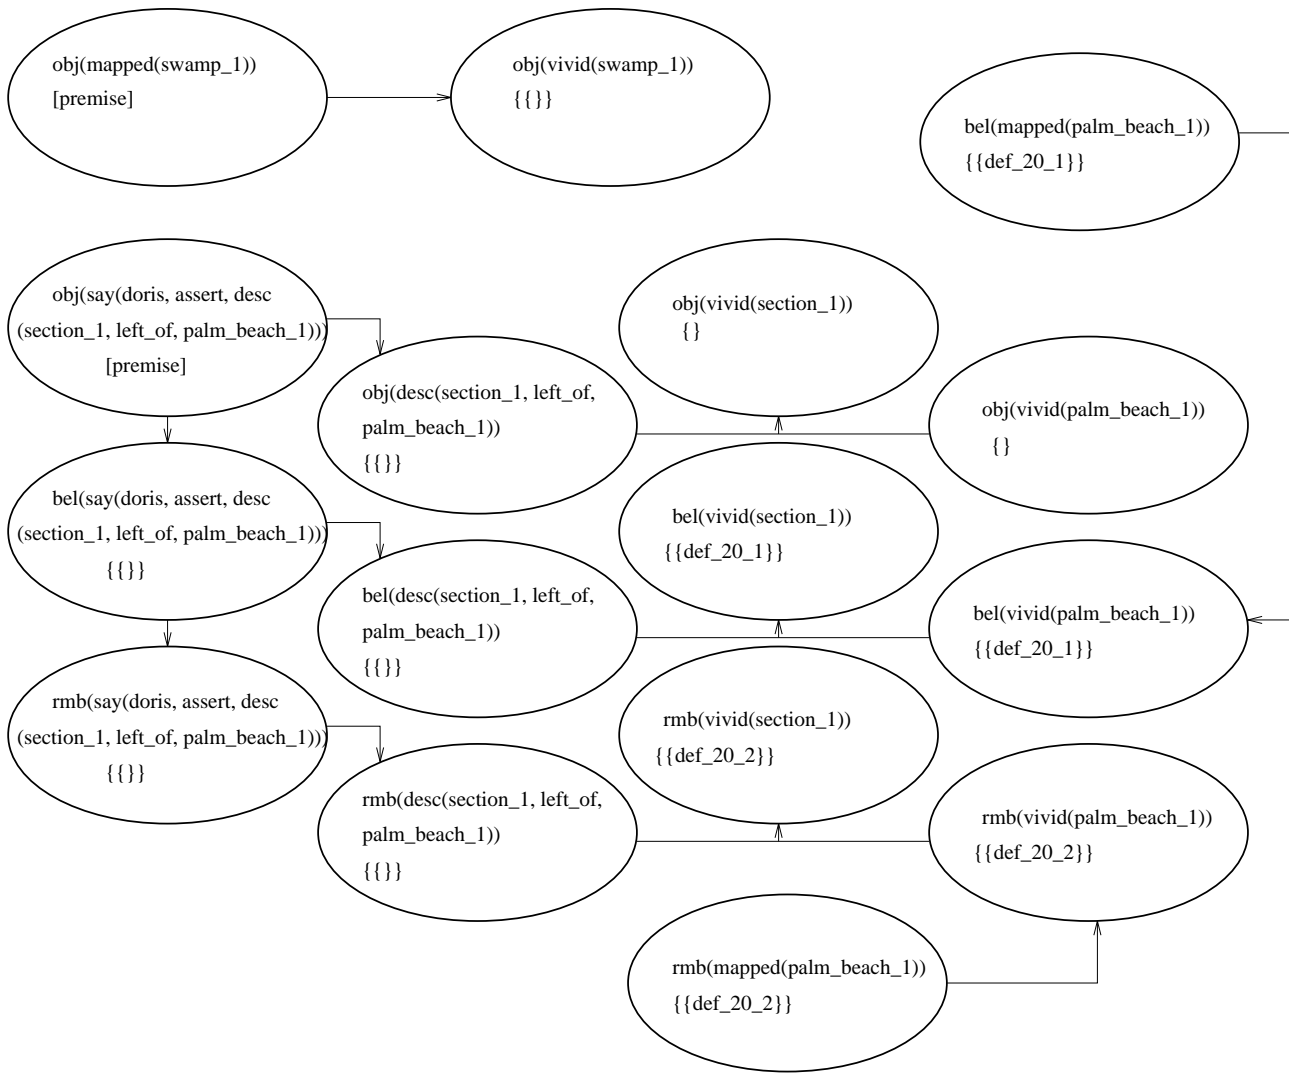 obj(mapped(swamp_1))
[premise]
obj(vivid(swamp_1))
{{}}
bel(mapped(palm_beach_1))
{{def_20_1}}
obj(say(doris, assert, desc
(section_1, left_of, palm_beach_1)))
[premise]
obj(vivid(section_1))
{}
obj(desc(section_1, left_of,
palm_beach_1))
{{}}
obj(vivid(palm_beach_1))
{}
bel(say(doris, assert, desc
(section_1, left_of, palm_beach_1)))
{{}}
bel(vivid(section_1))
{{def_20_1}}
bel(desc(section_1, left_of,
palm_beach_1))
{{}}
bel(vivid(palm_beach_1))
{{def_20_1}}
rmb(say(doris, assert, desc
(section_1, left_of, palm_beach_1)))
{{}}
rmb(vivid(section_1))
{{def_20_2}}
rmb(desc(section_1, left_of,
palm_beach_1))
{{}}
rmb(vivid(palm_beach_1))
{{def_20_2}}
rmb(mapped(palm_beach_1))
{{def_20_2}}